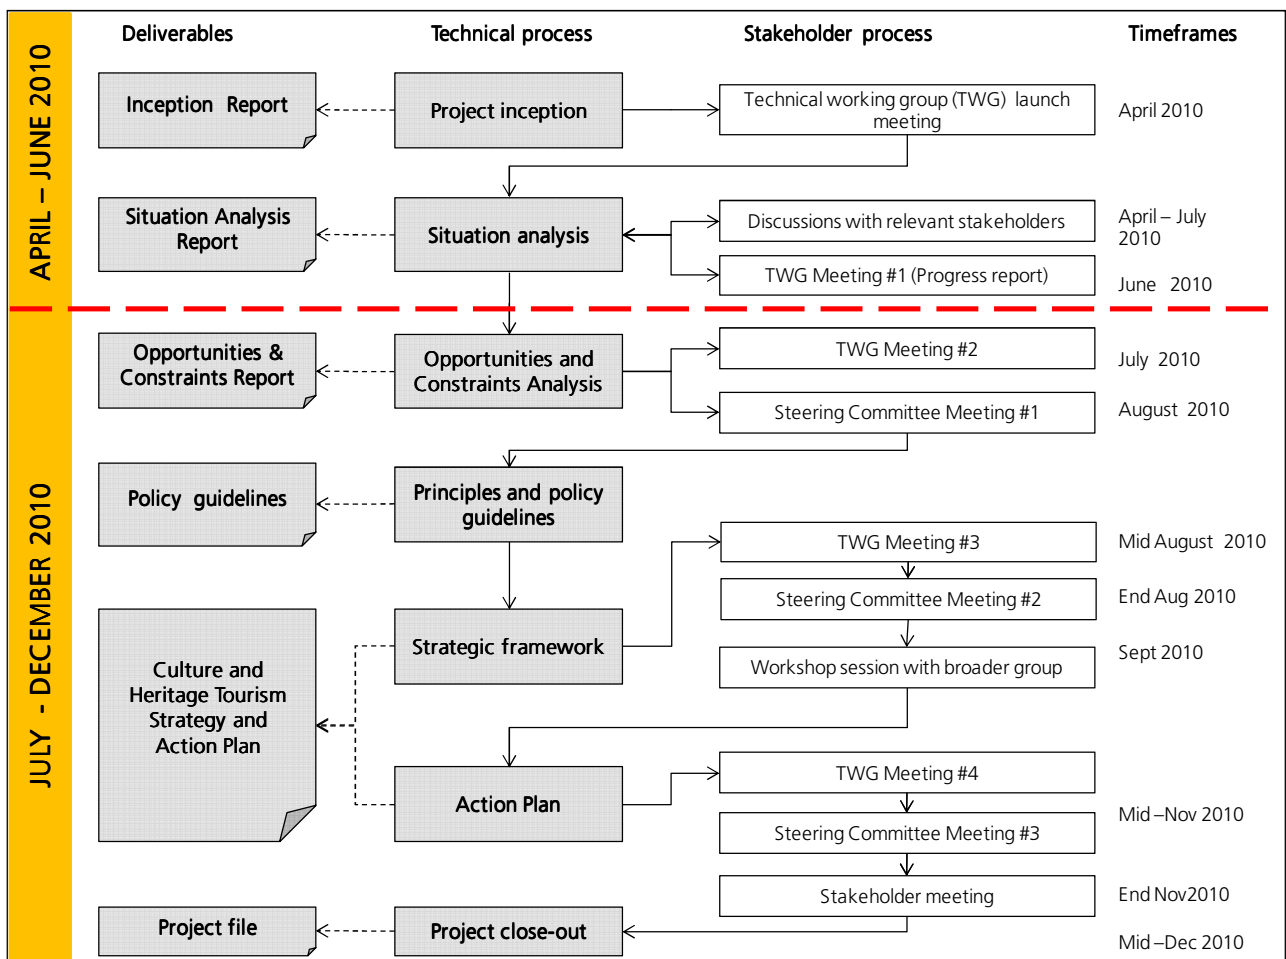 Deliverables
Technical process
Stakeholder process
Timeframes
APRIL – JUNE 2010
Inception Report
Project inception
Technical working group (TWG) launch
meeting
April 2010
Situation Analysis
Report
Situation analysis
Discussions with relevant stakeholders
April – July
2010
TWG Meeting #1 (Progress report)
June 2010
JULY - DECEMBER 2010
Opportunities &
Constraints Report
Opportunities and
Constraints Analysis
TWG Meeting #2
July 2010
Steering Committee Meeting #1
August 2010
Policy guidelines
Principles and policy
guidelines
TWG Meeting #3
Mid August 2010
Steering Committee Meeting #2
End Aug 2010
Culture and
Heritage Tourism
Strategy and
Action Plan
Strategic framework
Workshop session with broader group
Sept 2010
Action Plan
TWG Meeting #4
Mid –Nov 2010
Steering Committee Meeting #3
Stakeholder meeting
End Nov2010
Project file
Project close-out
Mid –Dec 2010